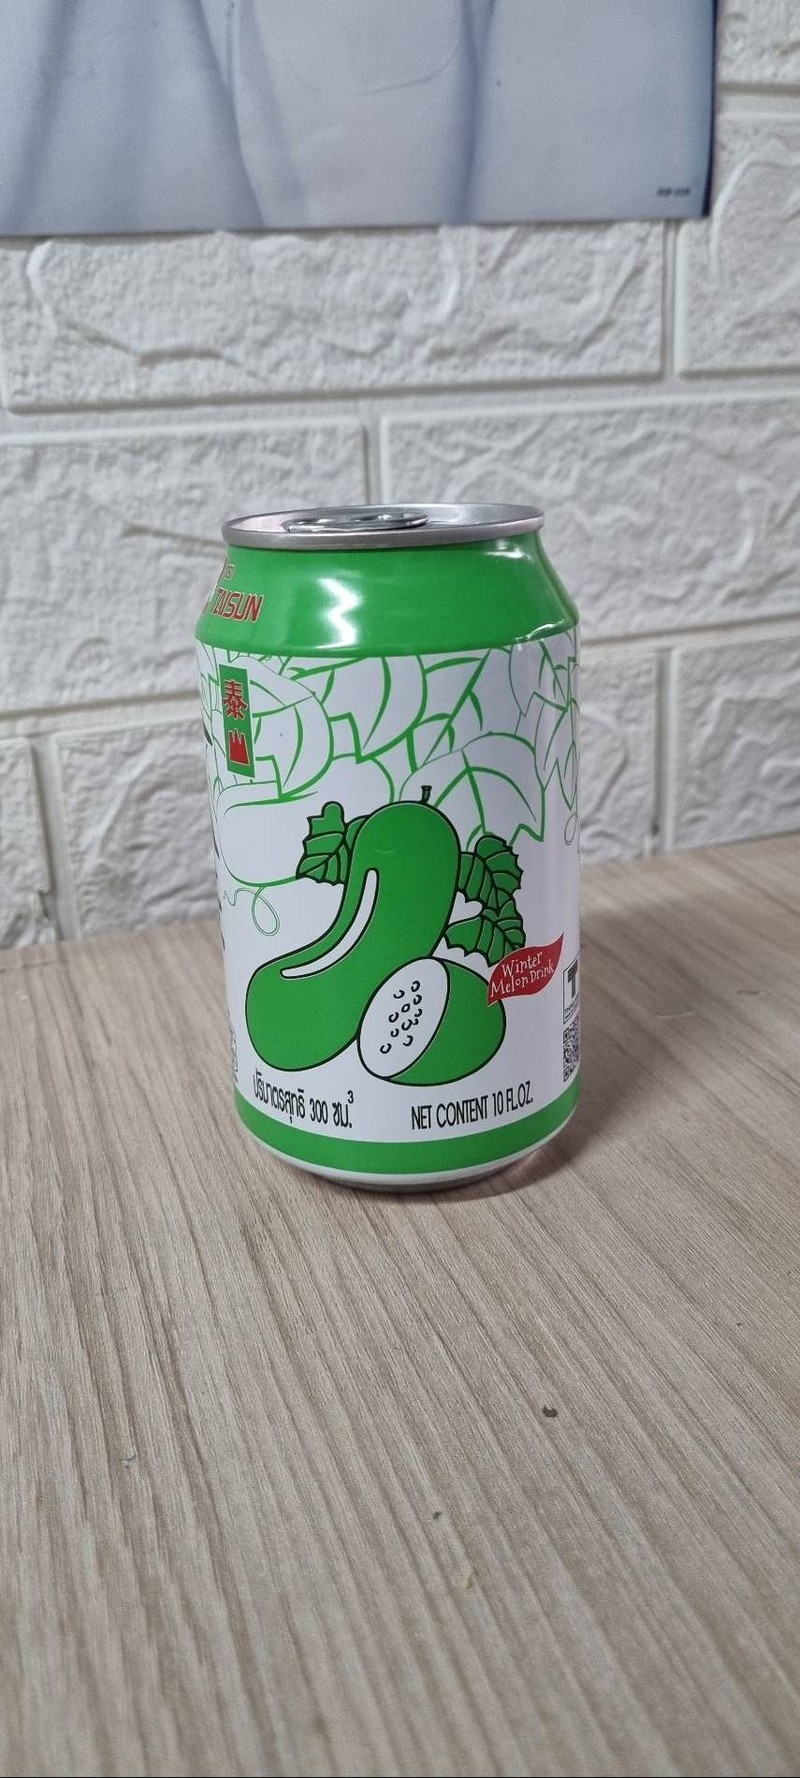 TAISUN
泰
山
Winter
Melon Drink
T
ปริมาตรสุทธิ 300 ซม.³
NET CONTENT 10 FL.OZ.